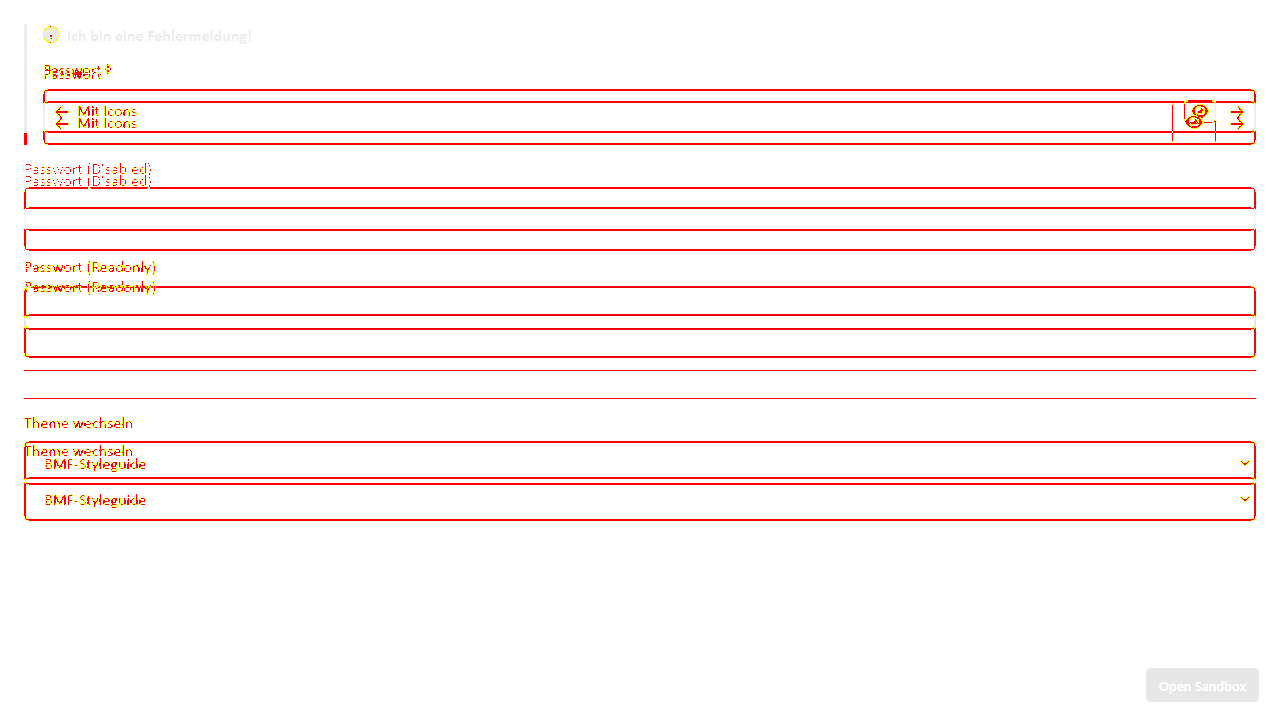 Ich bin eine Fehlermeldung!
Passwort *
Passwort
Mit Icons
Mit Icons
Passwort (Disabled)
Passwort (Disabled)
Passwort (Readonly)
Passwort (Readonly)
Theme wechseln
Theme wechseln
BMF-Styleguide
BMF-Styleguide
Open Sandbox